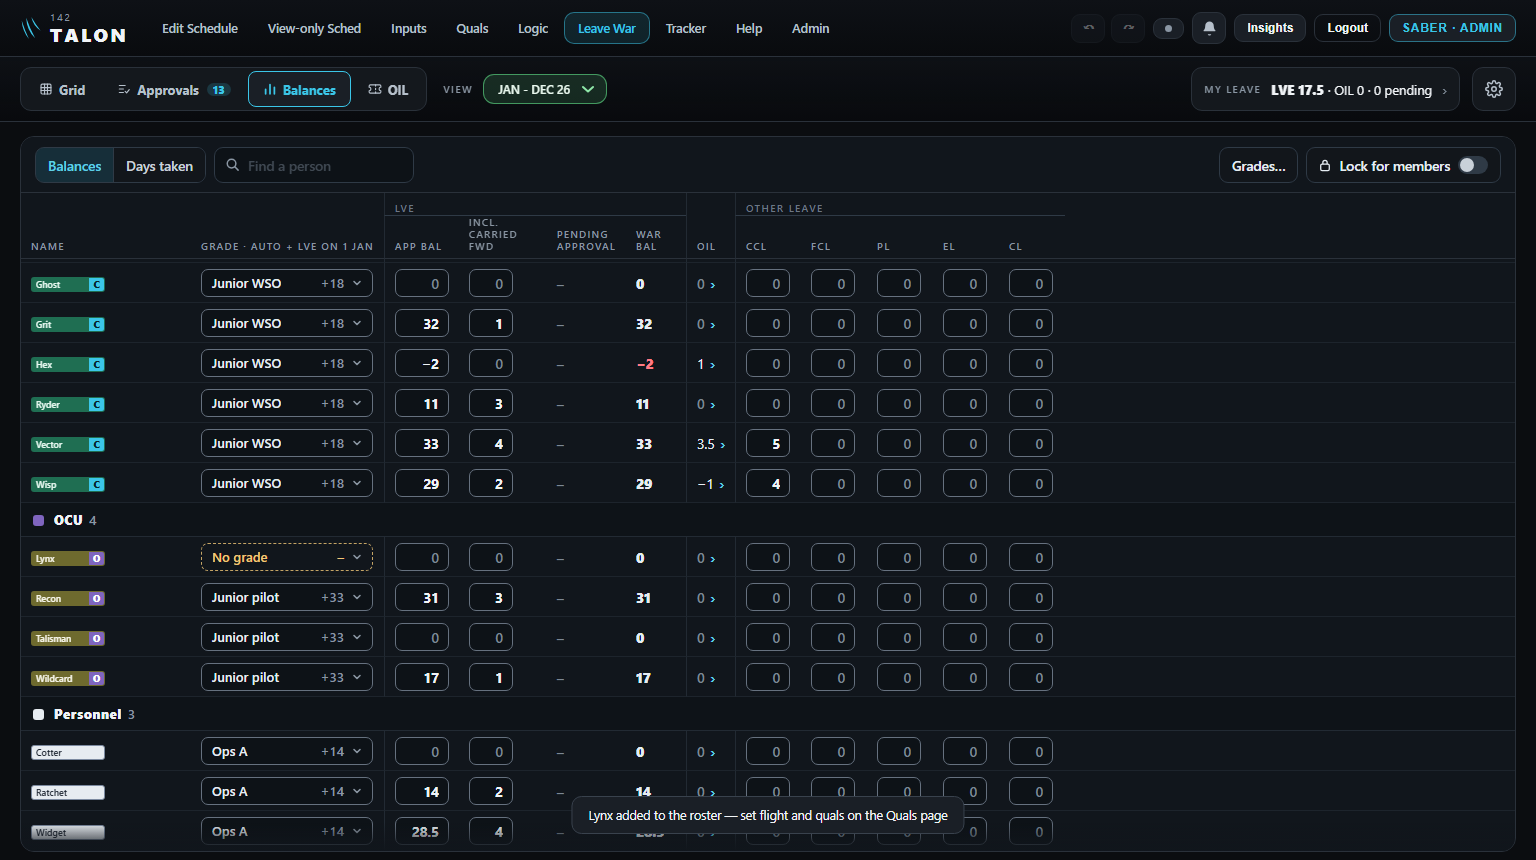 142
TALON
Edit Schedule
View-only Sched
Inputs
Quals
Logic
Leave War
Tracker
Help
Admin
Insights
Logout
SABER · ADMIN
Grid
Approvals 13
Balances
OIL
VIEW
JAN - DEC 26
MY LEAVE LVE 17.5 · OIL 0 · 0 pending ›
Balances
Days taken
Find a person
Grades...
Lock for members
LVE
OTHER LEAVE
NAME
GRADE · AUTO + LVE ON 1 JAN
APP BAL
INCL. CARRIED FWD
PENDING APPROVAL
WAR BAL
OIL
CCL
FCL
PL
EL
CL
Ghost C Junior WSO +18 0 0 – 0 0 › 0 0 0 0 0
Grit C Junior WSO +18 32 1 – 32 0 › 0 0 0 0 0
Hex C Junior WSO +18 −2 0 – −2 1 › 0 0 0 0 0
Ryder C Junior WSO +18 11 3 – 11 0 › 0 0 0 0 0
Vector C Junior WSO +18 33 4 – 33 3.5 › 5 0 0 0 0
Wisp C Junior WSO +18 29 2 – 29 −1 › 4 0 0 0 0
OCU 4
Lynx O No grade – 0 0 – 0 0 › 0 0 0 0 0
Recon O Junior pilot +33 31 3 – 31 0 › 0 0 0 0 0
Talisman O Junior pilot +33 0 0 – 0 0 › 0 0 0 0 0
Wildcard O Junior pilot +33 17 1 – 17 0 › 0 0 0 0 0
Personnel 3
Cotter Ops A +14 0 0 – 0 0 › 0 0 0 0 0
Ratchet Ops A +14 14 2 – 14 0 › 0 0 0 0 0
Widget Ops A +14 28.5 4 – 0 0
Lynx added to the roster — set flight and quals on the Quals page